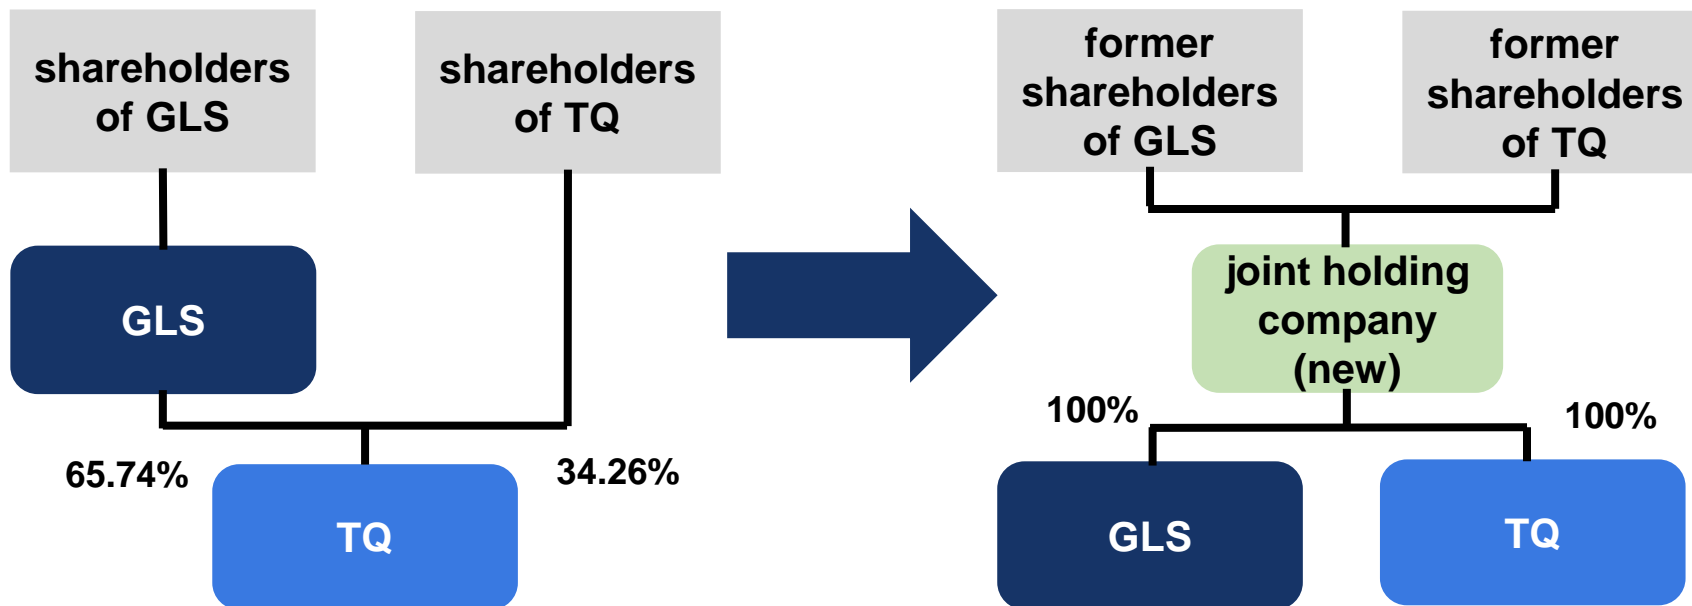 shareholders
of GLS
shareholders
of TQ
GLS
65.74%
34.26%
TQ
former
shareholders
of GLS
former
shareholders
of TQ
joint holding
company
(new)
100%
100%
GLS
TQ